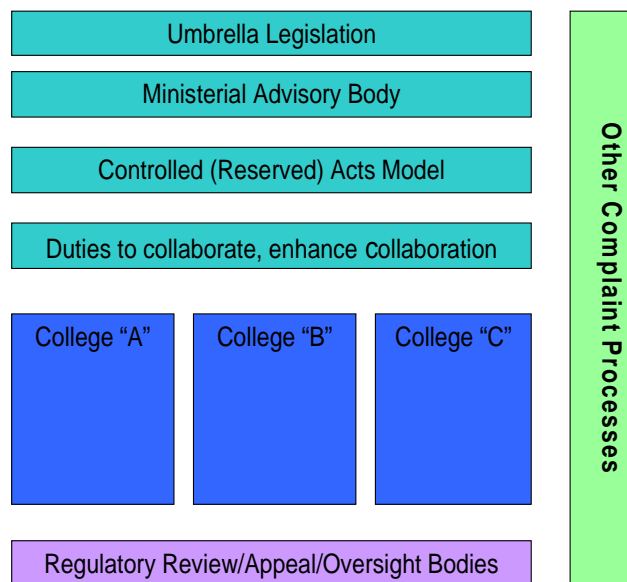 Umbrella Legislation
Ministerial Advisory Body
Controlled (Reserved) Acts Model
Duties to collaborate, enhance collaboration
College “A”
College “B”
College “C”
Regulatory Review/Appeal/Oversight Bodies
Other Complaint Processes